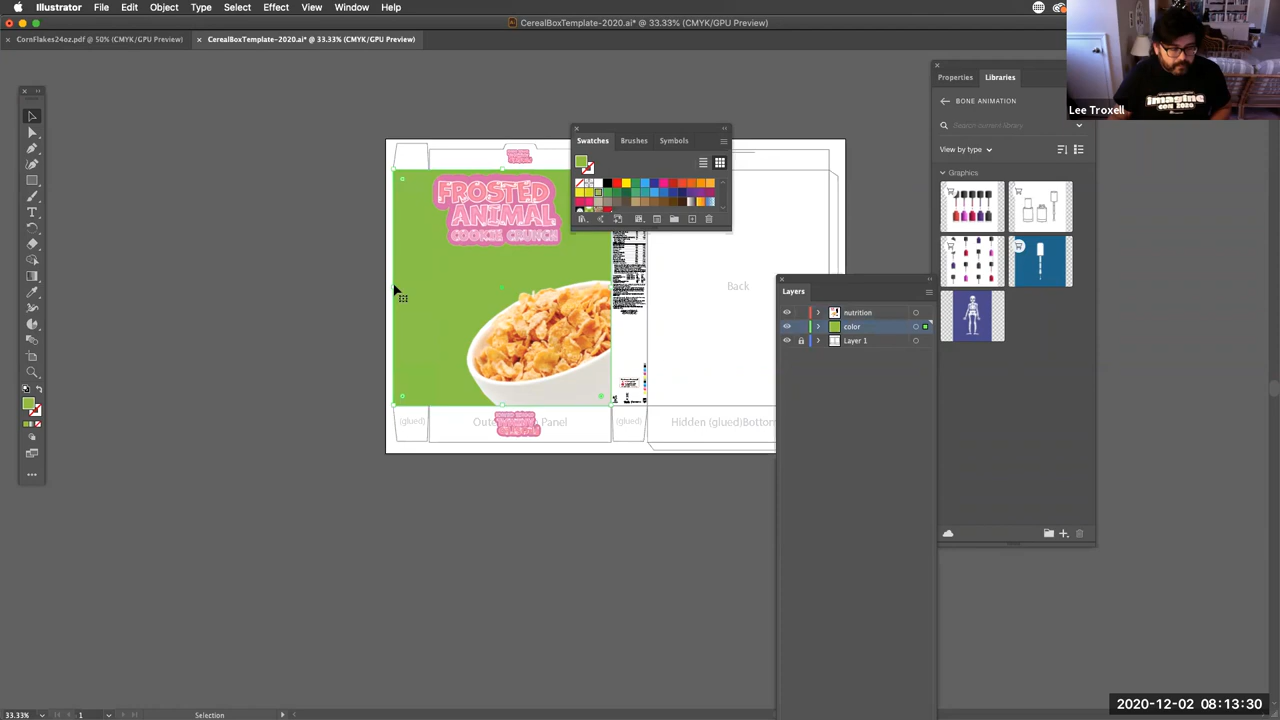 Illustrator File Edit Object Type Select Effect View Window Help
CerealBoxTemplate-2020.ai* @ 33.33% (CMYK/GPU Preview)
CornFlakes24oz.pdf @ 50% (CMYK/GPU Preview)
CerealBoxTemplate-2020.ai* @ 33.33% (CMYK/GPU Preview)
Properties Libraries
BONE ANIMATION
Search current library
View by type
Graphics
imagine
CON 2020
Lee Troxell
Swatches Brushes Symbols
FROSTED
ANIMAL
COOKIE CRUNCH
Back
Layers
nutrition
color
Layer 1
(glued)
(glued)
Hidden (glued)Bottom
33.33%
1
Selection
2020-12-02 08:13:30